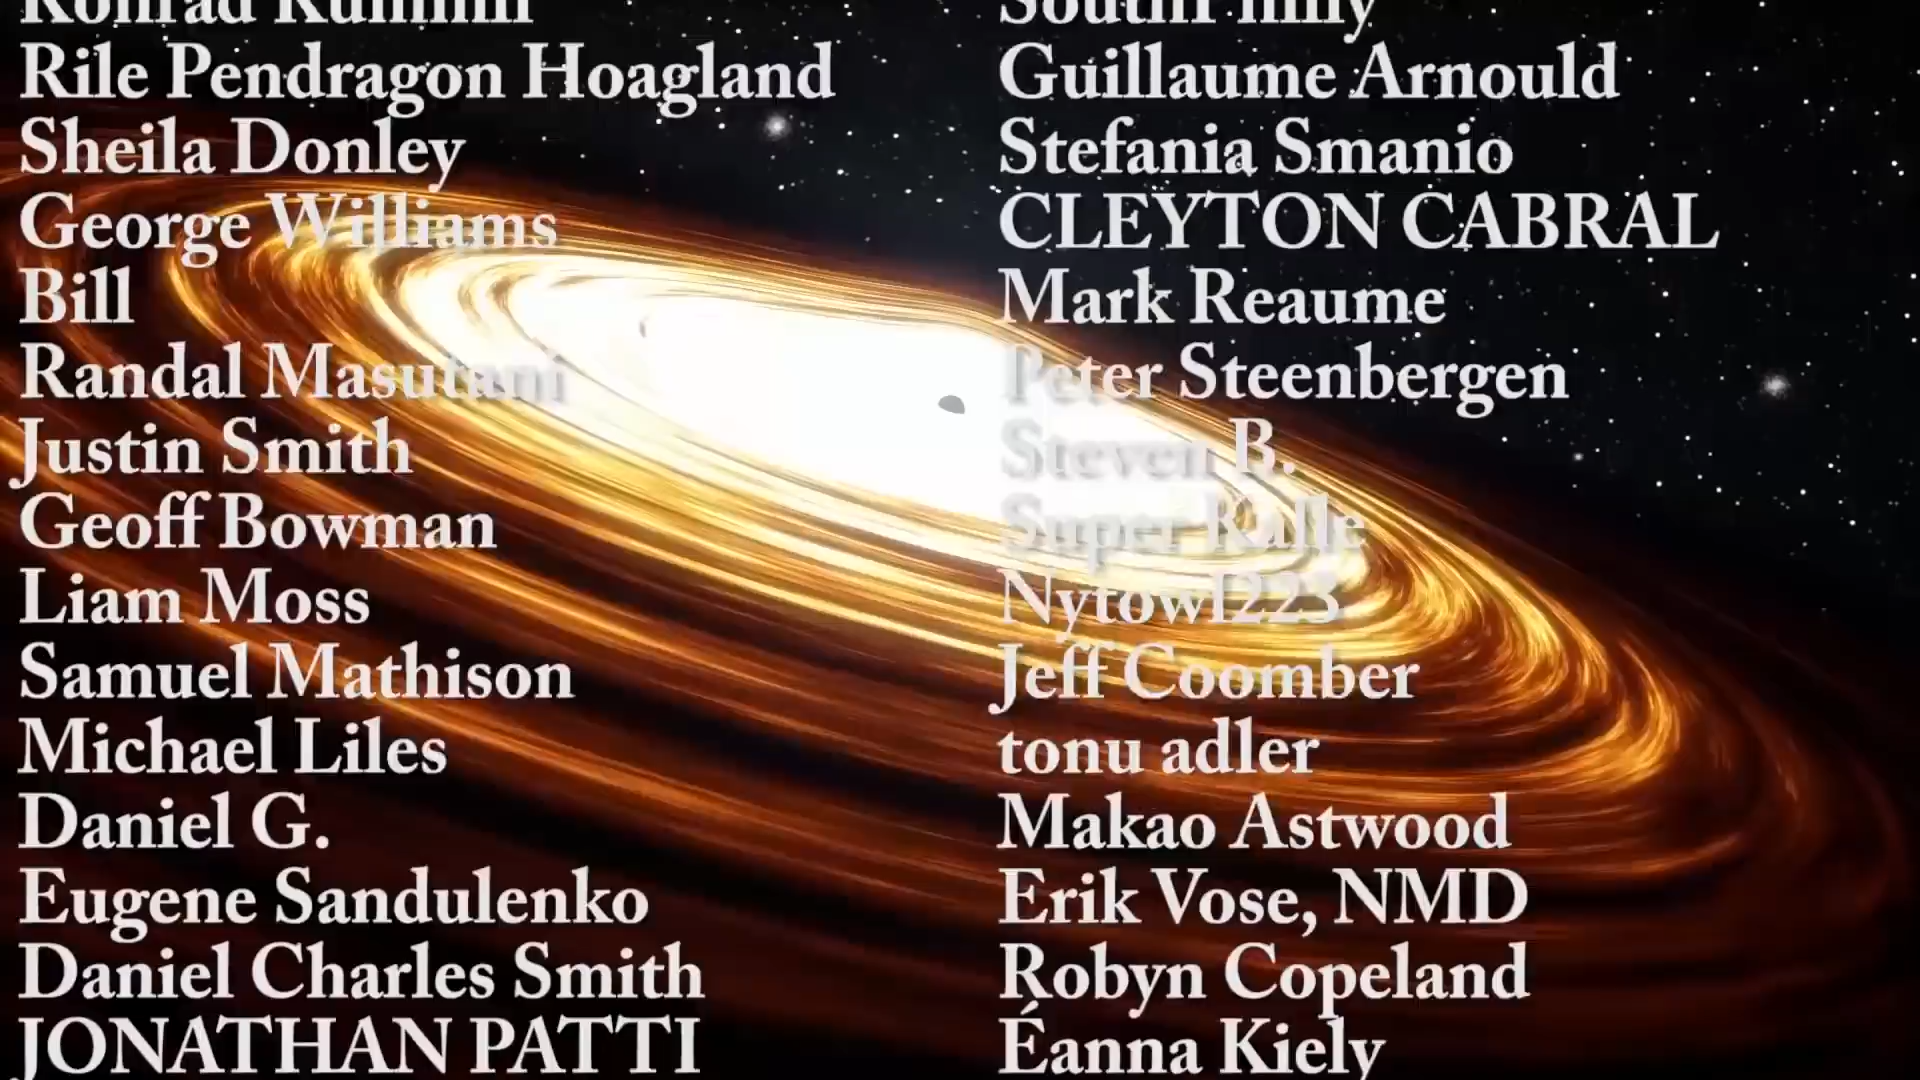 Rile Pendragon Hoagland
Sheila Donley
George Williams
Bill
Randal Masutani
Justin Smith
Geoff Bowman
Liam Moss
Samuel Mathison
Michael Liles
Daniel G.
Eugene Sandulenko
Daniel Charles Smith
JONATHAN PATTI
Guillaume Arnould
Stefania Smanio
CLEYTON CABRAL
Mark Reaume
Peter Steenbergen
Steven B.
Super Kalle
Nytowl223
Jeff Coomber
tonu adler
Makao Astwood
Erik Vose, NMD
Robyn Copeland
Éanna Kiely